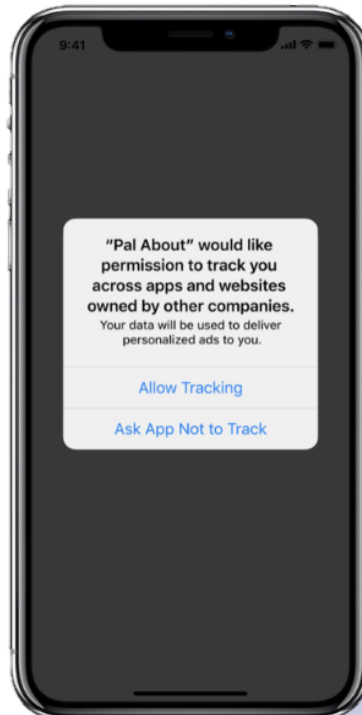 9:41
“Pal About” would like
permission to track you
across apps and websites
owned by other companies.
Your data will be used to deliver
personalized ads to you.
Allow Tracking
Ask App Not to Track